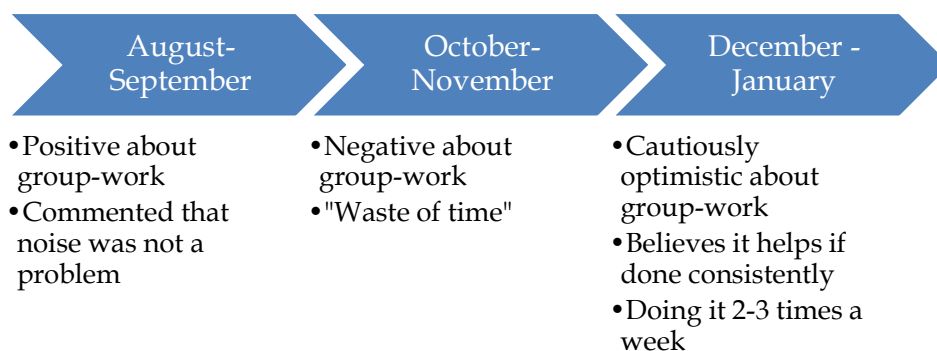 August-
September
•Positive about
group-work
•Commented that
noise was not a
problem
October-
November
•Negative about
group-work
•"Waste of time"
December -
January
•Cautiously
optimistic about
group-work
•Believes it helps if
done consistently
•Doing it 2-3 times a
week